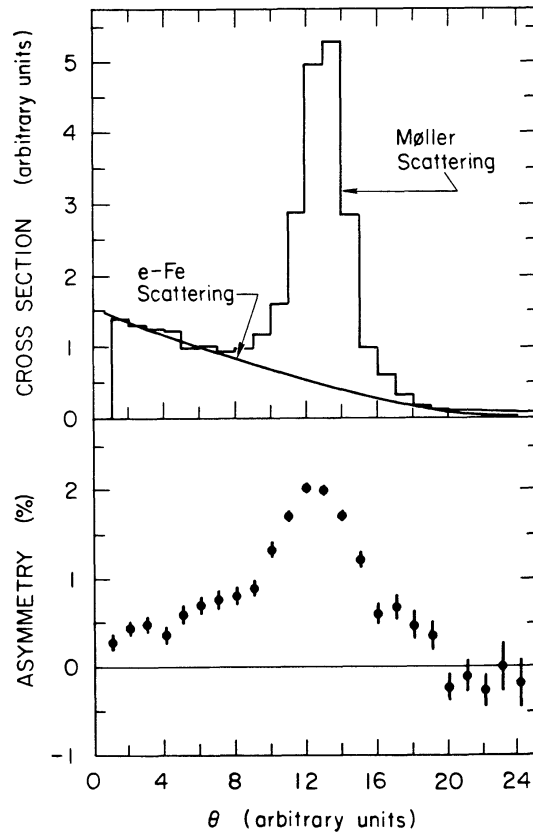 CROSS SECTION (arbitrary units)
5
4
3
2
1
0
Møller
Scattering
e-Fe
Scattering
ASYMMETRY (%)
2
1
0
-1
0 4 8 12 16 20 24
θ (arbitrary units)